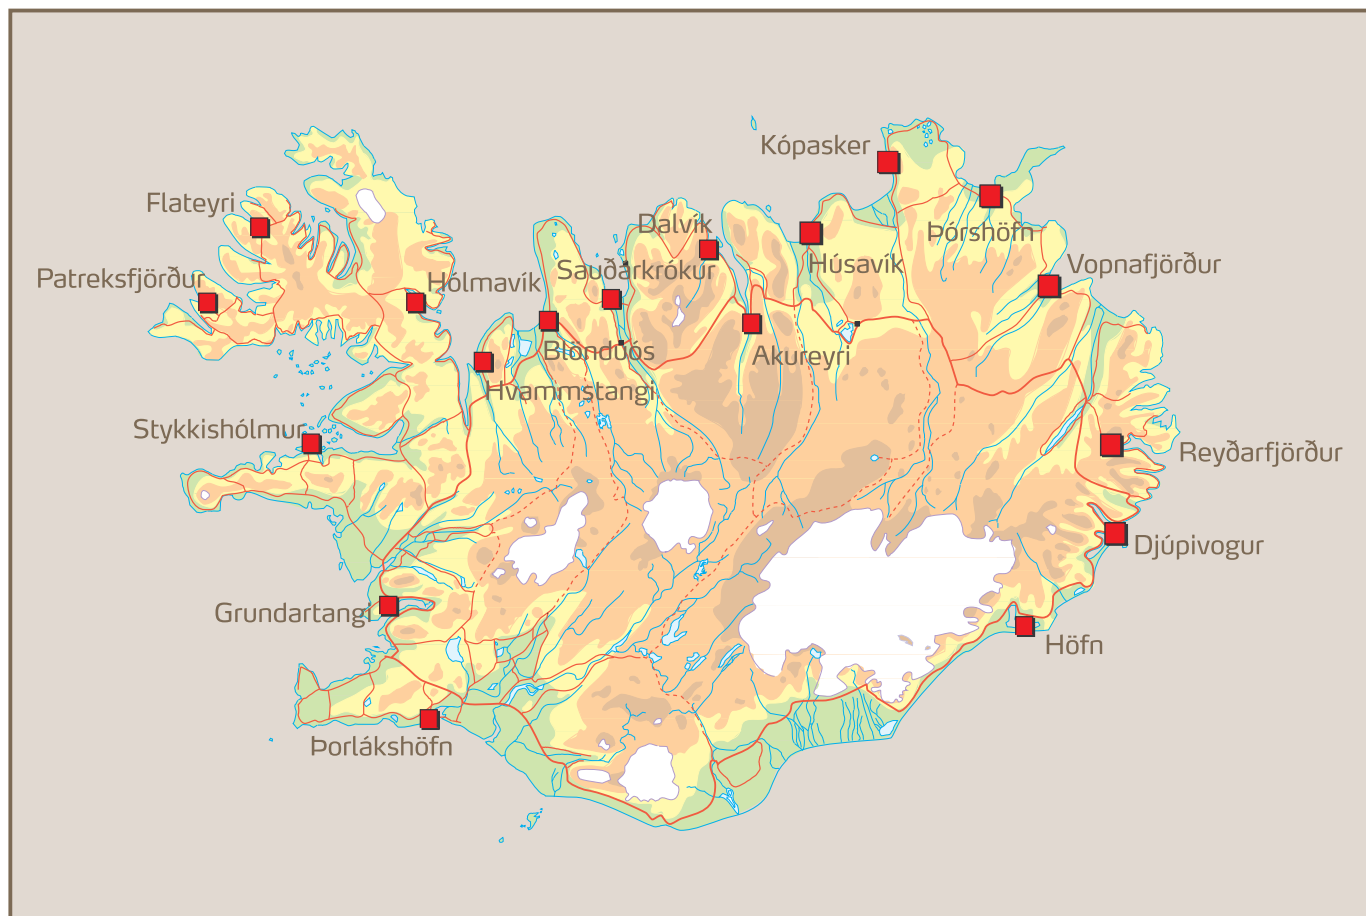 Kópasker
Flateyri
Dalvík
Þórshöfn
Húsavík
Vopnafjörður
Sauðárkrókur
Patreksfjörður
Hólmavík
Blönduós
Akureyri
Hvammstangi
Stykkishólmur
Reyðarfjörður
Djúpivogur
Grundartangi
Höfn
Þorlákshöfn